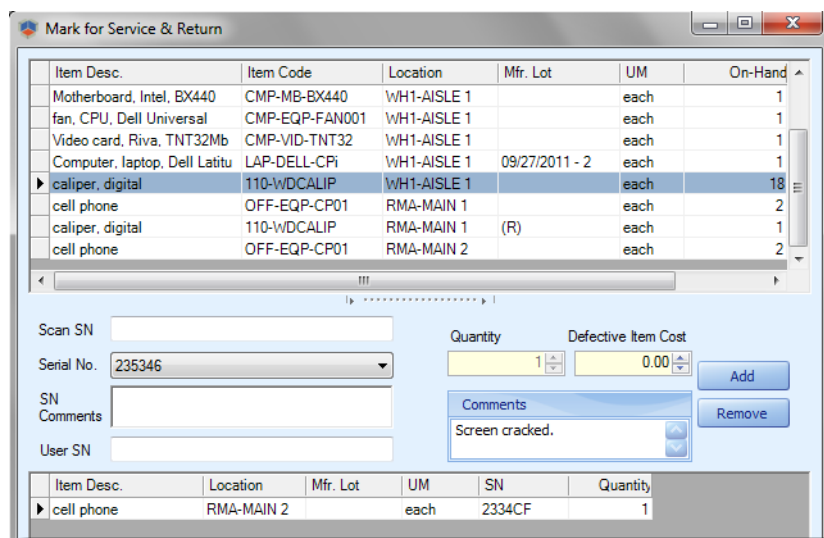 Mark for Service & Return
Item Desc. Item Code Location Mfr. Lot UM On-Hand
Motherboard, Intel, BX440 CMP-MB-BX440 WH1-AISLE 1 each 1
fan, CPU, Dell Universal CMP-EQP-FAN001 WH1-AISLE 1 each 1
Video card, Riva, TNT32Mb CMP-VID-TNT32 WH1-AISLE 1 each 1
Computer, laptop, Dell Latitu LAP-DELL-CPi WH1-AISLE 1 09/27/2011 - 2 each 1
caliper, digital 110-WDCALIP WH1-AISLE 1 each 18
cell phone OFF-EQP-CP01 RMA-MAIN 1 each 2
caliper, digital 110-WDCALIP RMA-MAIN 1 (R) each 1
cell phone OFF-EQP-CP01 RMA-MAIN 2 each 2
Scan SN
Quantity Defective Item Cost
Serial No. 235346 1 0.00
Add
SN
Comments
Comments
Remove
Screen cracked.
User SN
Item Desc. Location Mfr. Lot UM SN Quantity
cell phone RMA-MAIN 2 each 2334CF 1